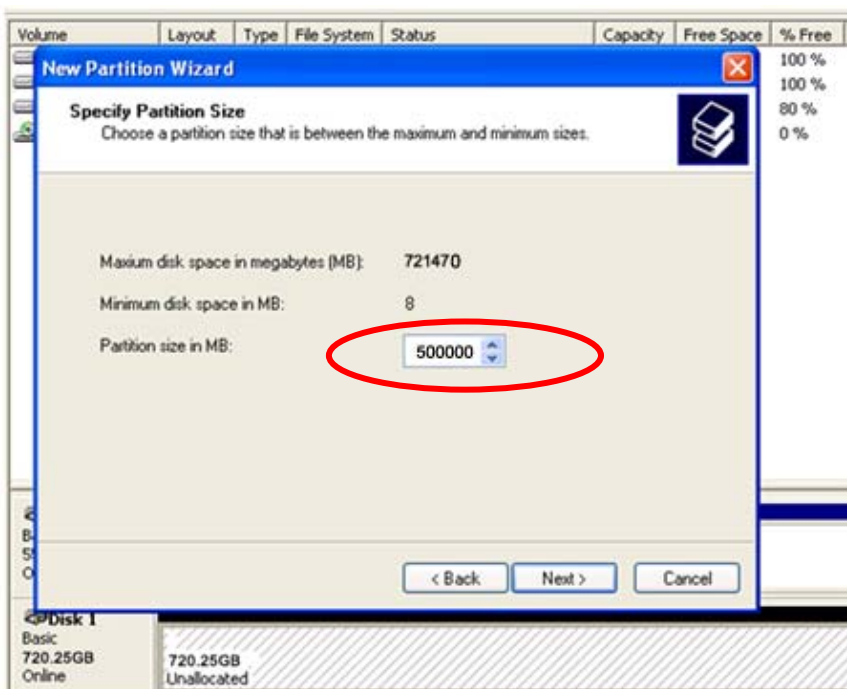 Volume Layout Type File System Status Capacity Free Space % Free
100 %
100 %
80 %
0 %
New Partition Wizard
Specify Partition Size
Choose a partition size that is between the maximum and minimum sizes.
Maxium disk space in megabytes (MB): 721470
Minimum disk space in MB: 8
Partition size in MB: 500000
< Back Next > Cancel
Disk 1
Basic
720.25GB
Online
720.25GB
Unallocated